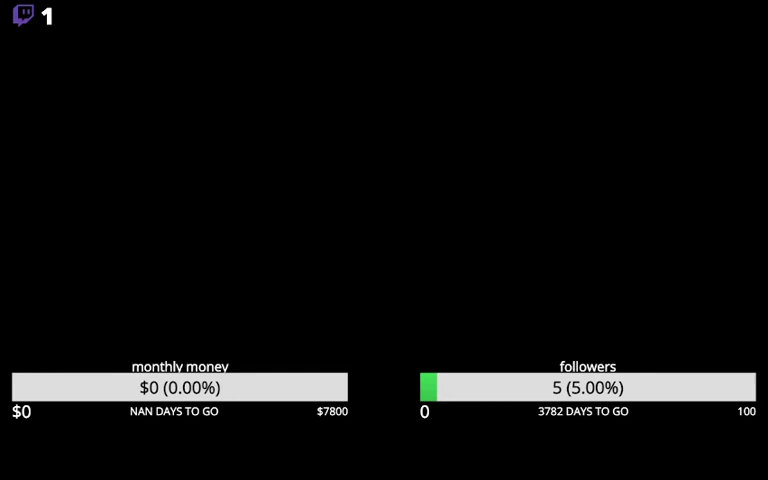 1
monthly money
$0 (0.00%)
$0 NAN DAYS TO GO $7800
followers
5 (5.00%)
0 3782 DAYS TO GO 100